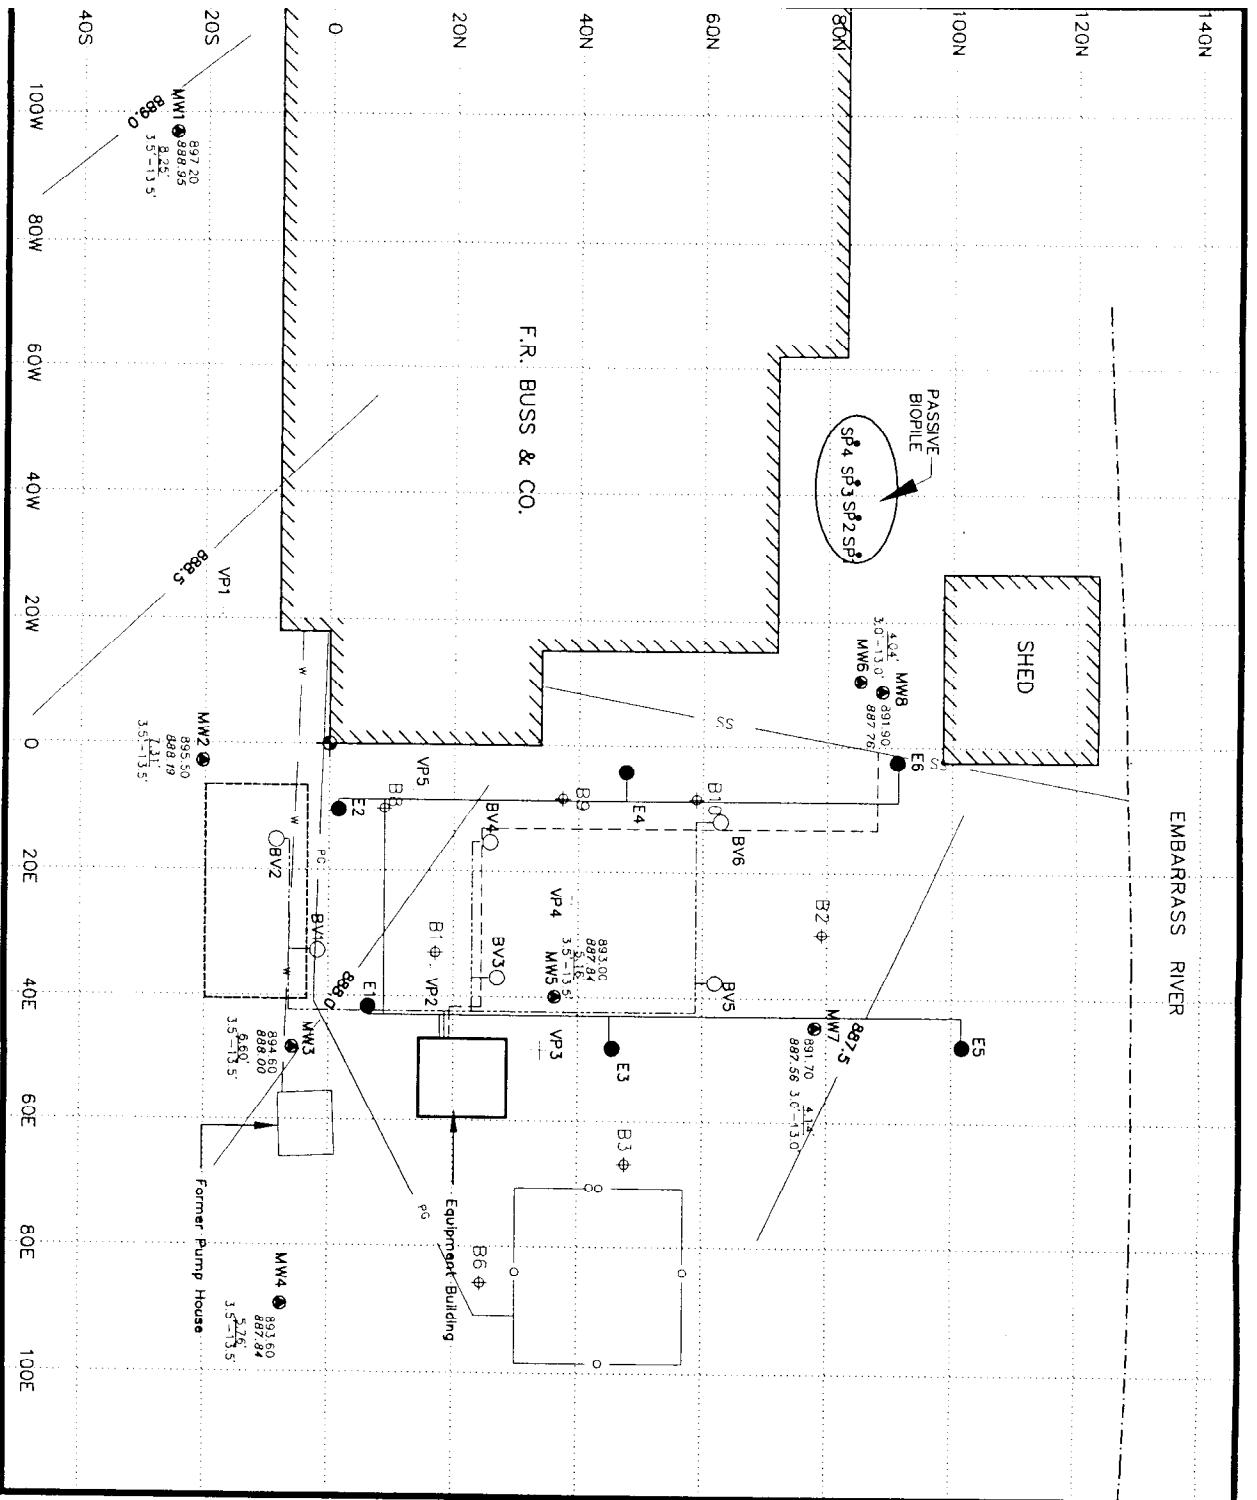 40S
20S
0
20N
40N
60N
80N
100N
120N
140N
100W
80W
60W
40W
20W
0
20E
40E
60E
80E
100E
889.0
MW1
897.20
888.95
8.25'
3.5'-13.5'
F.R. BUSS & CO.
PASSIVE
BIOPILE
SP4
SP3
SP2
888.5
VP1
SHED
EMBARRASS RIVER
W
SS
SS
4.04'
3.0'-13.0'
MW6
MW8
891.90
887.76
E6
MW2
895.50
888.19
7.31'
3.5'-13.5'
VP5
B8
E2
B9
E4
B10
BV6
BV4
BV2
W
PG
BV1
W
VP4
B2
B1
VP2
BV3
893.00
887.84
5.16'
3.5'-13.5'
MW5
BV5
888.0
E1
MW7
891.70
887.56
4.14'
3.0'-13.0'
887.5
E5
E3
VP3
MW3
894.60
888.00
6.60'
3.5'-13.5'
B3
Former Pump House
PG
Equipment Building
B6
MW4
893.60
887.84
5.76'
3.5'-13.5'